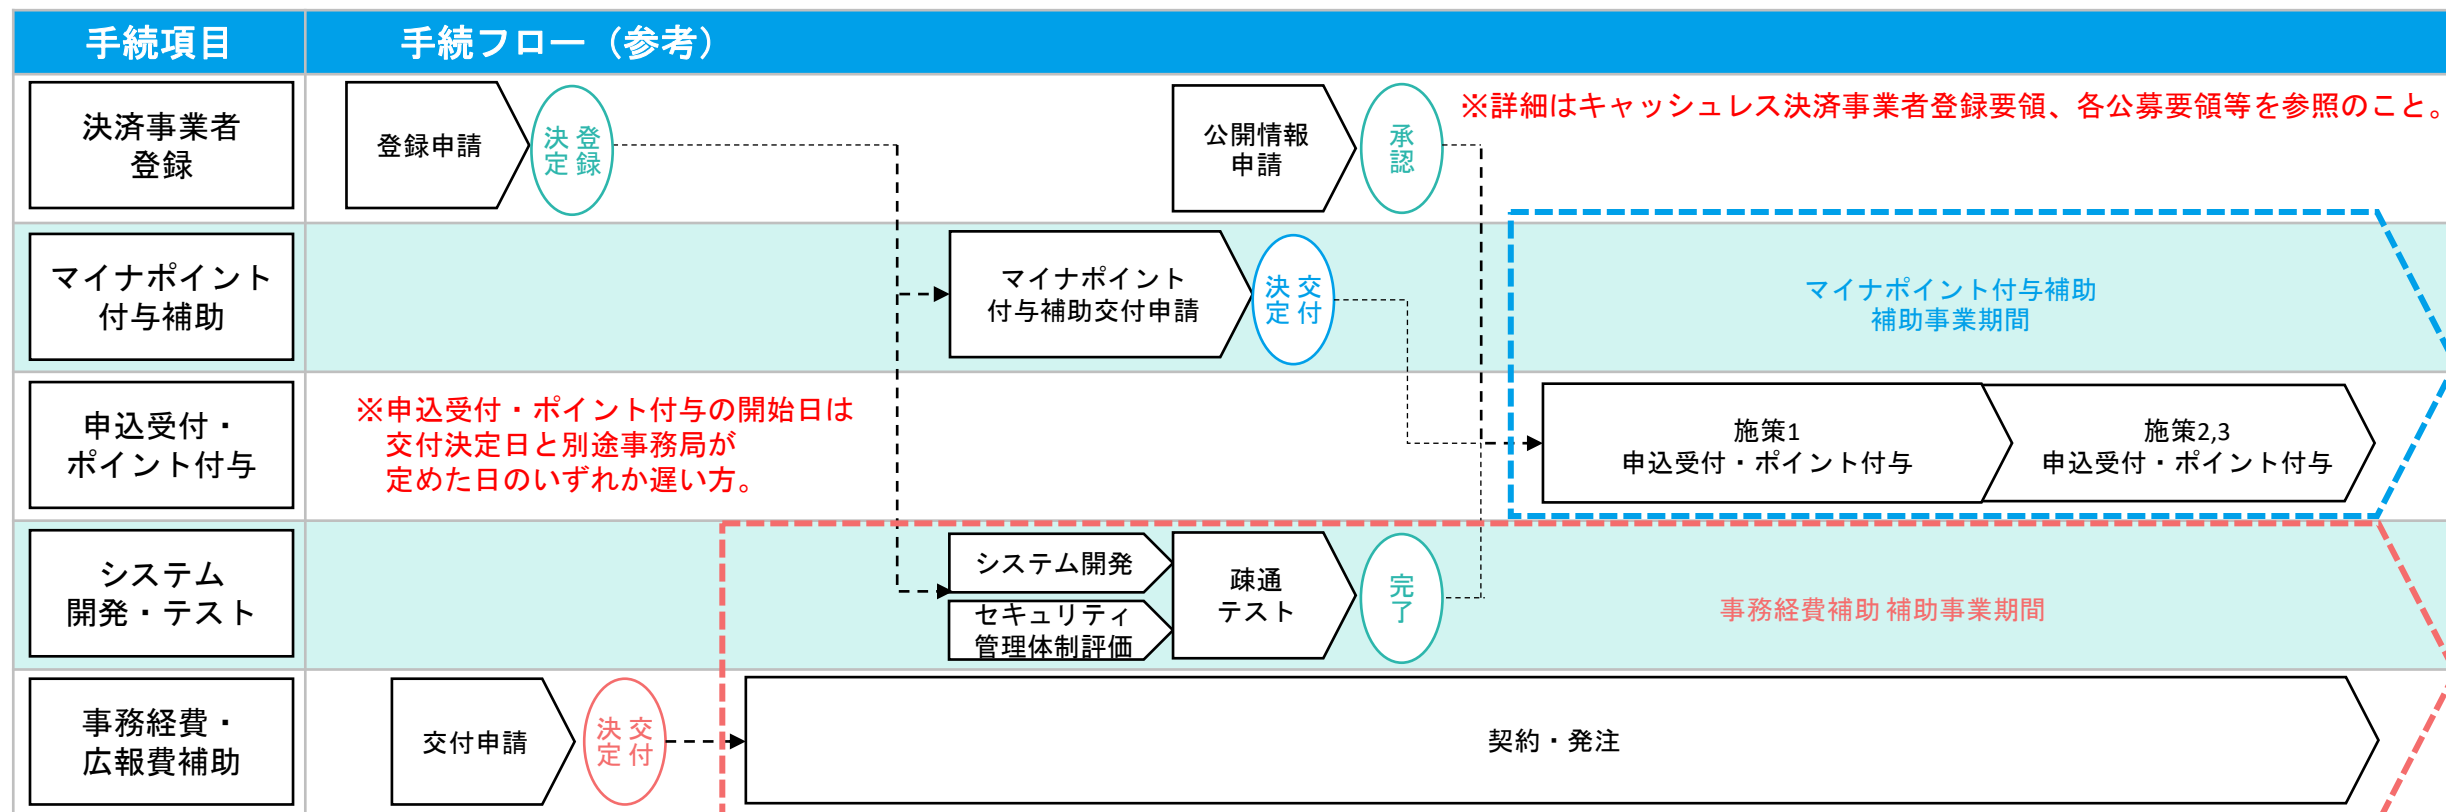 手続項目
手続フロー（参考）
決済事業者
登録
登録申請
登録
決定
公開情報
申請
承認
※詳細はキャッシュレス決済事業者登録要領、各公募要領等を参照のこと。
マイナポイント
付与補助
マイナポイント
付与補助交付申請
交付
決定
マイナポイント付与補助
補助事業期間
申込受付・
ポイント付与
※申込受付・ポイント付与の開始日は
交付決定日と別途事務局が
定めた日のいずれか遅い方。
施策1
申込受付・ポイント付与
施策2,3
申込受付・ポイント付与
システム
開発・テスト
システム開発
セキュリティ
管理体制評価
疎通
テスト
完了
事務経費補助 補助事業期間
事務経費・
広報費補助
交付申請
交付
決定
契約・発注